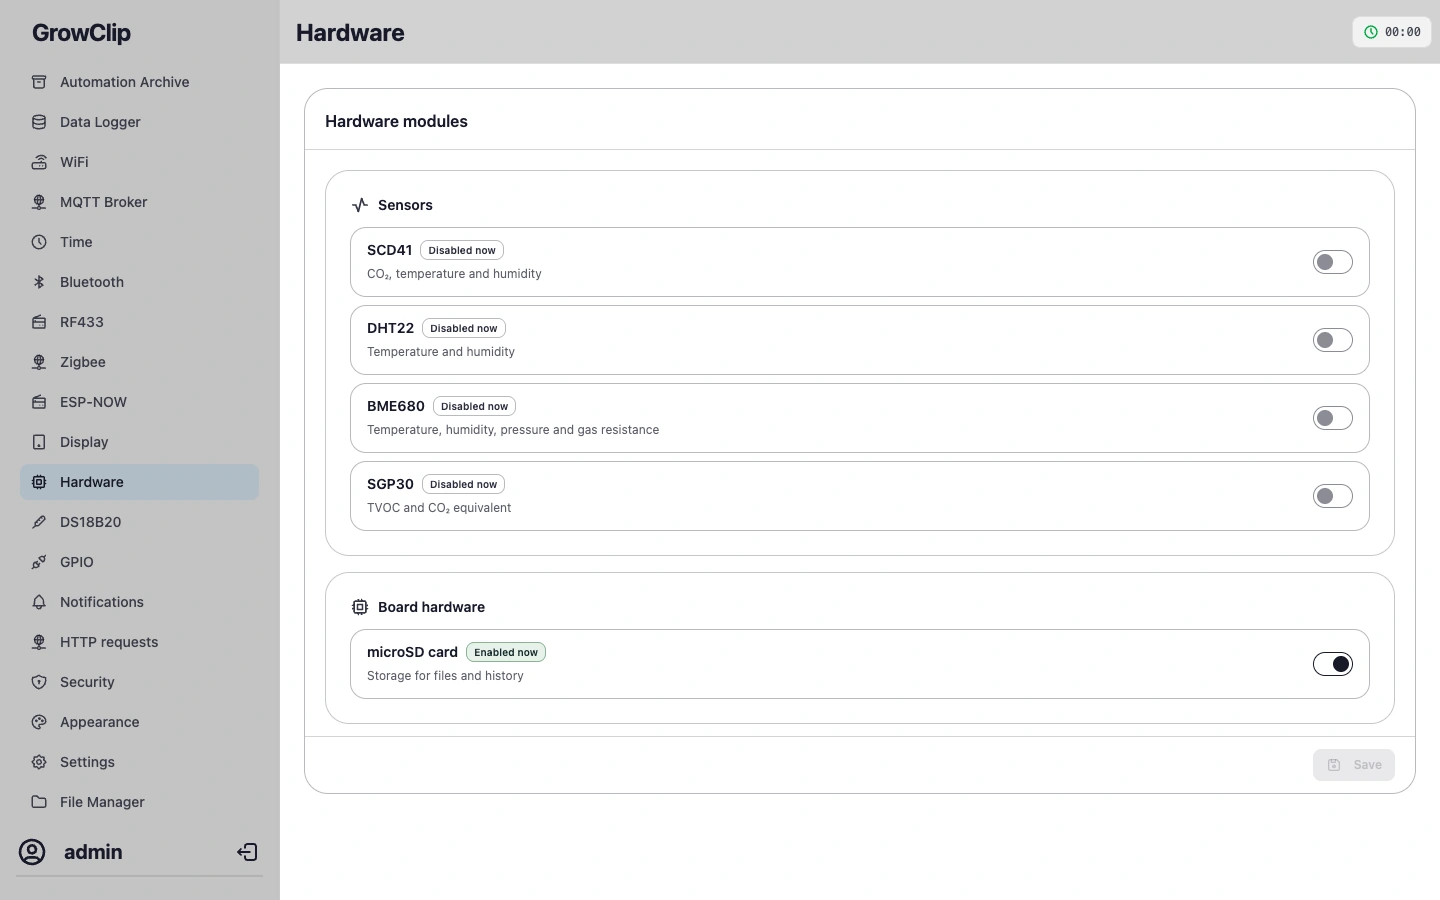 GrowClip
Automation Archive
Data Logger
WiFi
MQTT Broker
Time
Bluetooth
RF433
Zigbee
ESP-NOW
Display
Hardware
DS18B20
GPIO
Notifications
HTTP requests
Security
Appearance
Settings
File Manager
admin
Hardware
00:00
Hardware modules
Sensors
SCD41 Disabled now
CO₂, temperature and humidity
DHT22 Disabled now
Temperature and humidity
BME680 Disabled now
Temperature, humidity, pressure and gas resistance
SGP30 Disabled now
TVOC and CO₂ equivalent
Board hardware
microSD card Enabled now
Storage for files and history
Save